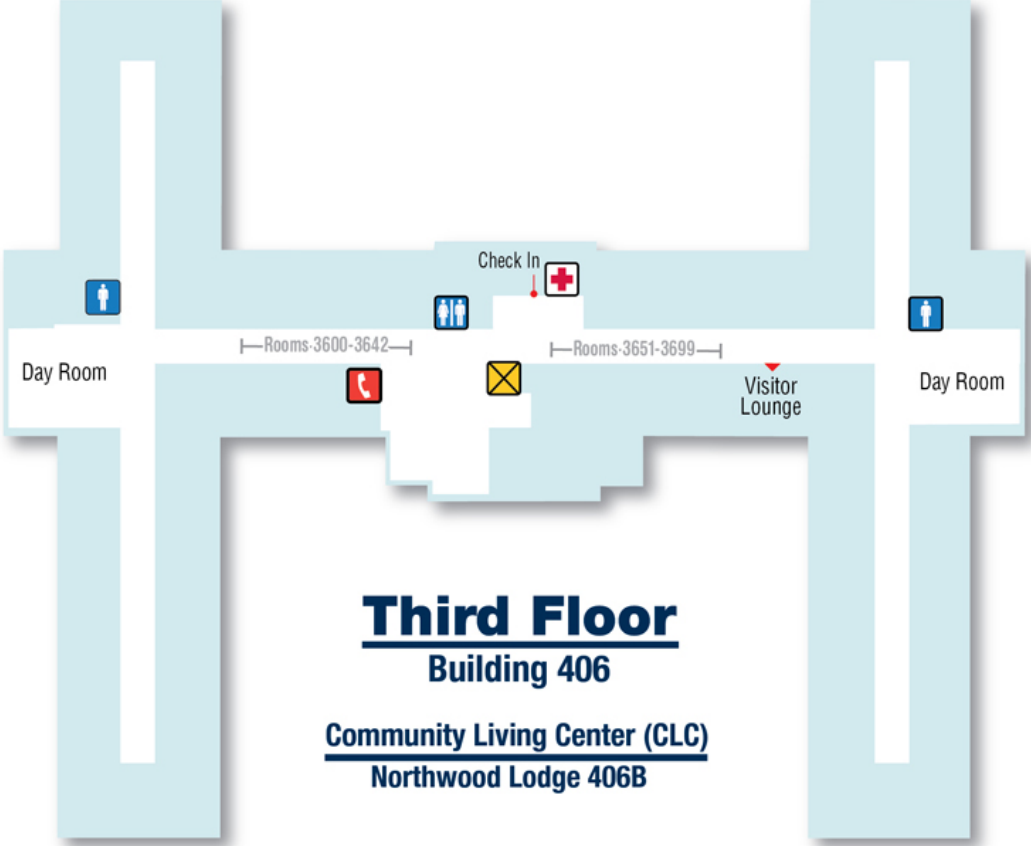 Check In
Rooms 3600-3642
Rooms 3651-3699
Day Room
Visitor
Lounge
Day Room
Third Floor
Building 406
Community Living Center (CLC)
Northwood Lodge 406B